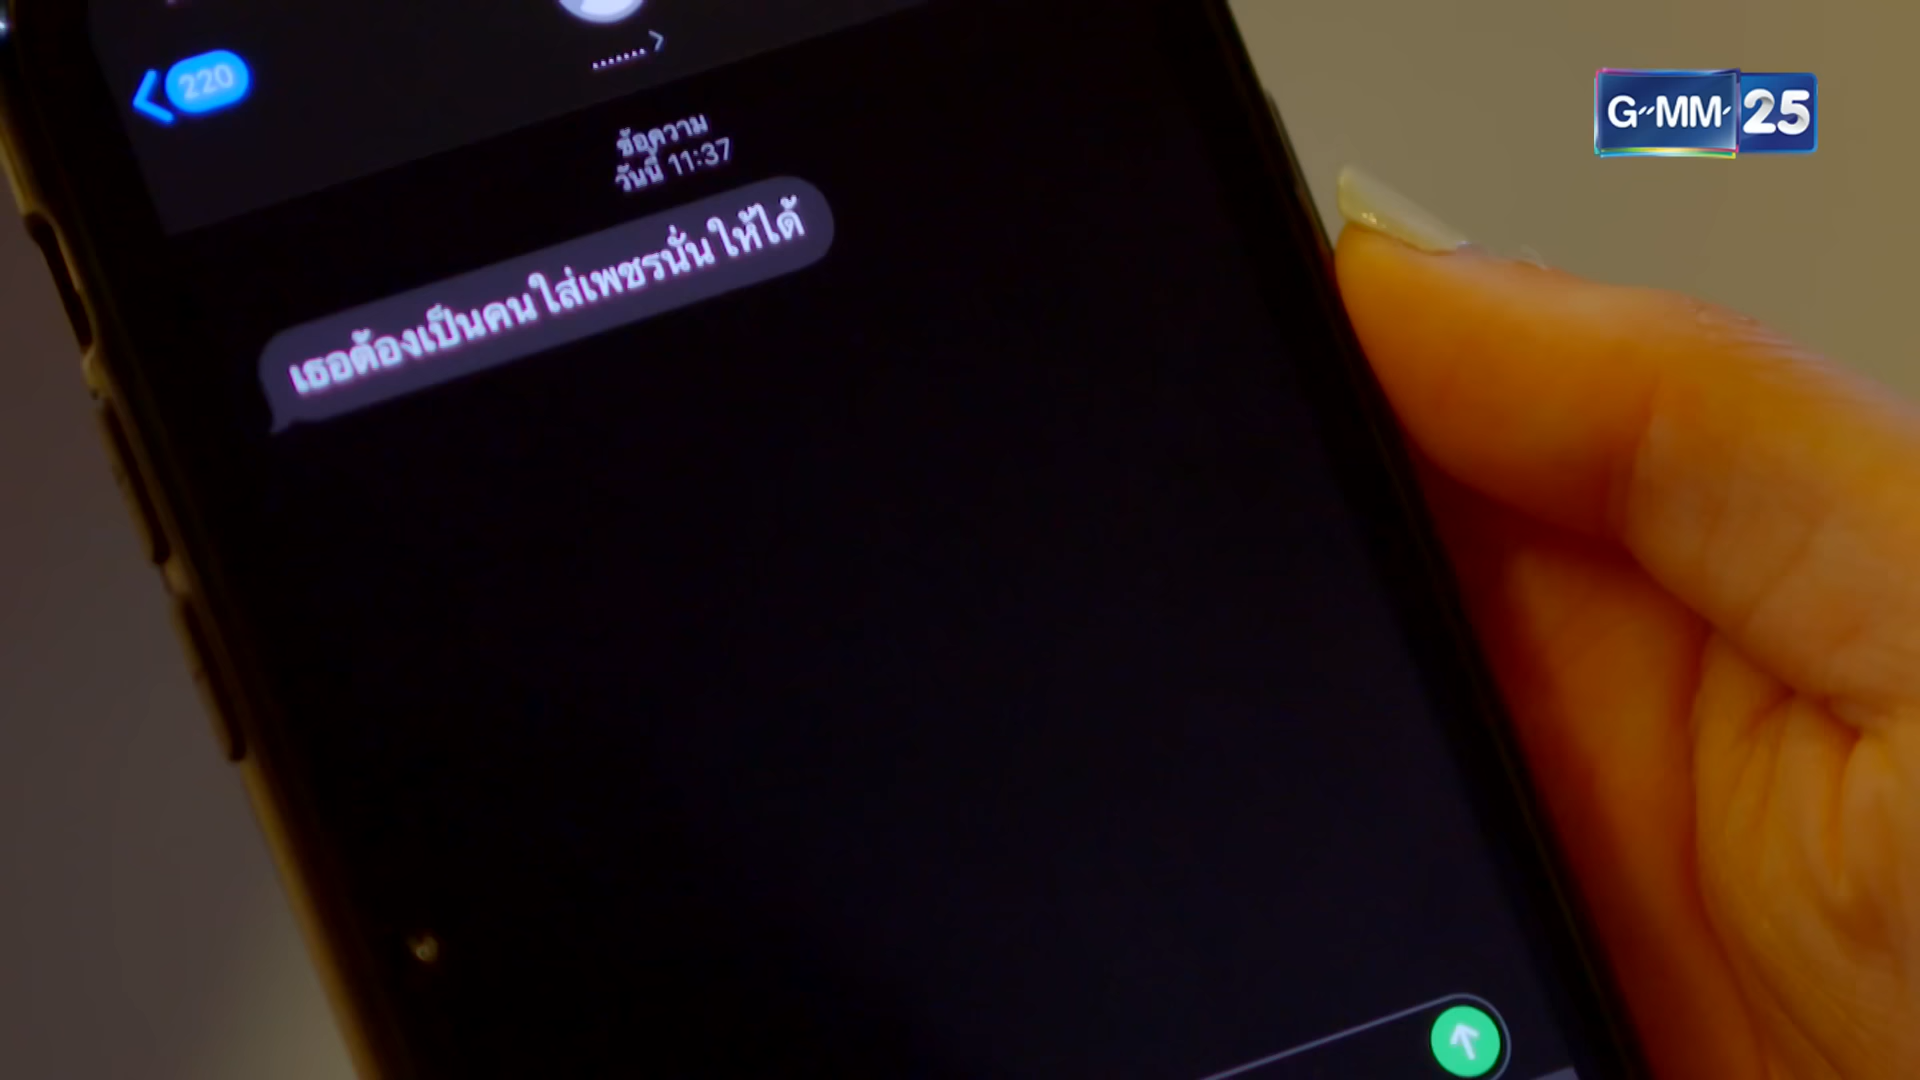 220
.......
ข้อความ
วันนี้ 11:37
เธอต้องเป็นคนใส่เพชรนั่นให้ได้
GMM 25